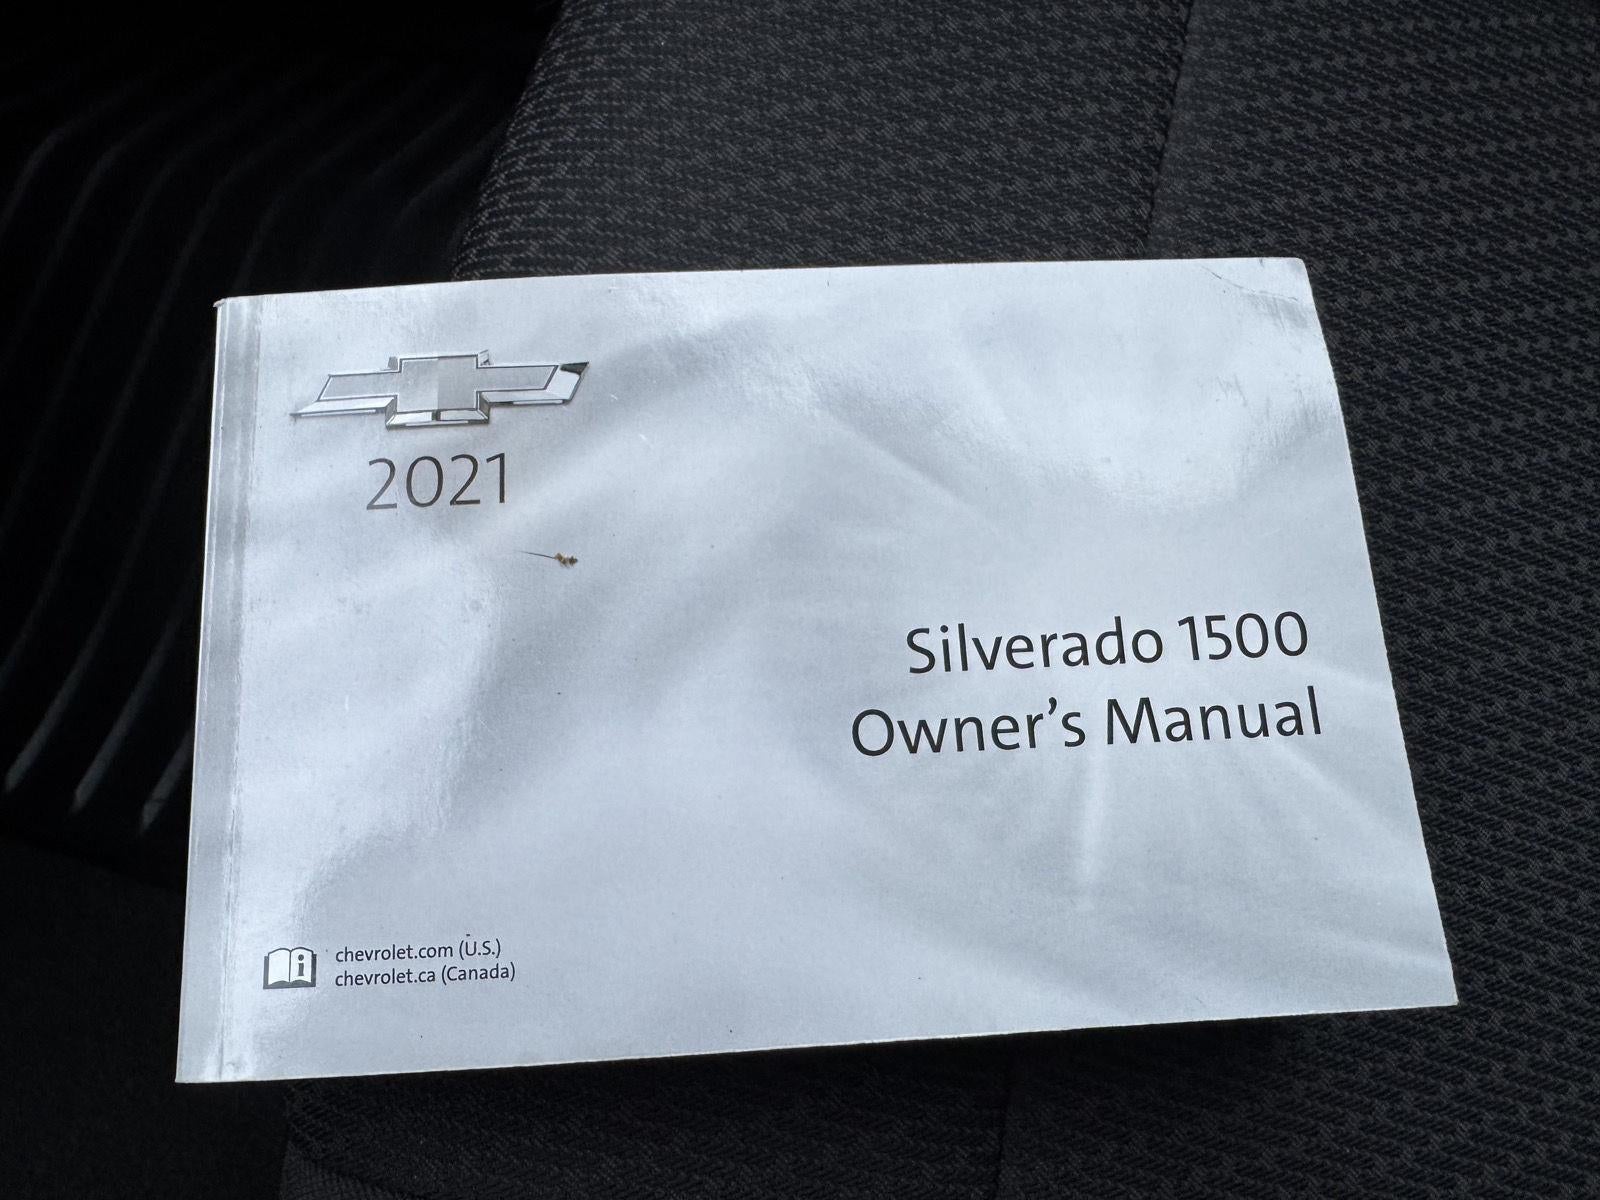 2021
Silverado 1500
Owner's Manual
chevrolet.com (U.S.)
chevrolet.ca (Canada)